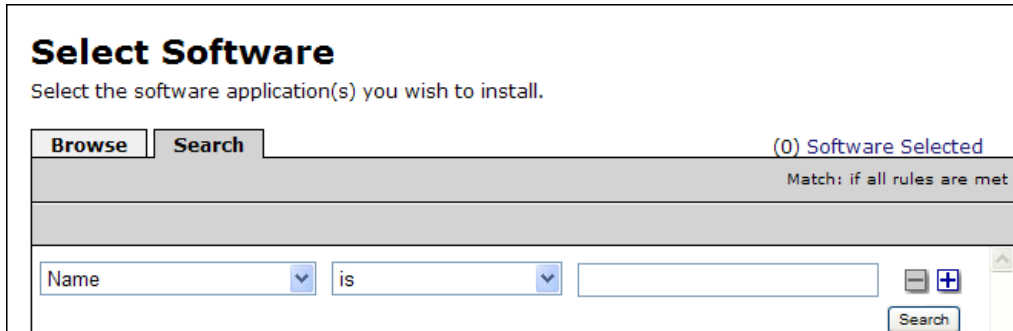 Select Software
Select the software application(s) you wish to install.
Browse Search (0) Software Selected
Match: if all rules are met
Name is
Search